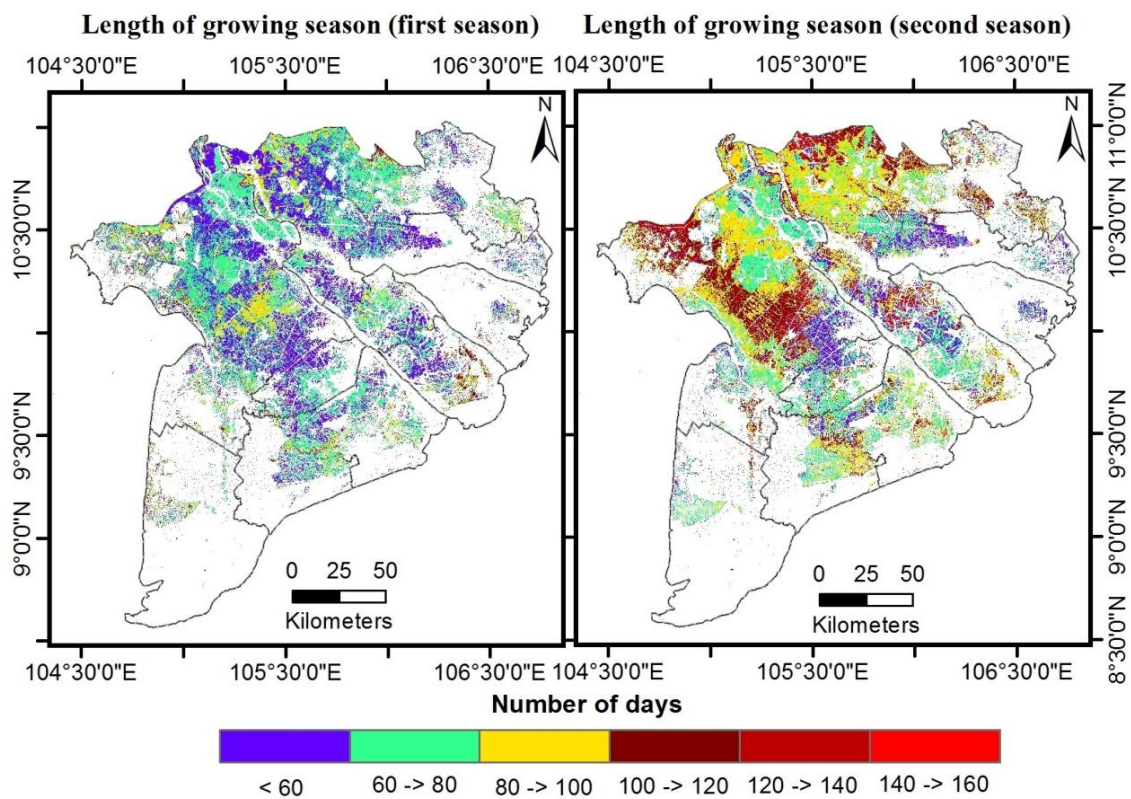 Length of growing season (first season)
Length of growing season (second season)
104°30'0"E 105°30'0"E 106°30'0"E
104°30'0"E 105°30'0"E 106°30'0"E
N
N
11°0'0"N
10°30'0"N
10°30'0"N
9°30'0"N
9°30'0"N
9°0'0"N
9°0'0"N
8°30'0"N
0 25 50
Kilometers
0 25 50
Kilometers
104°30'0"E 105°30'0"E 106°30'0"E
104°30'0"E 105°30'0"E 106°30'0"E
Number of days
< 60 60 -> 80 80 -> 100 100 -> 120 120 -> 140 140 -> 160